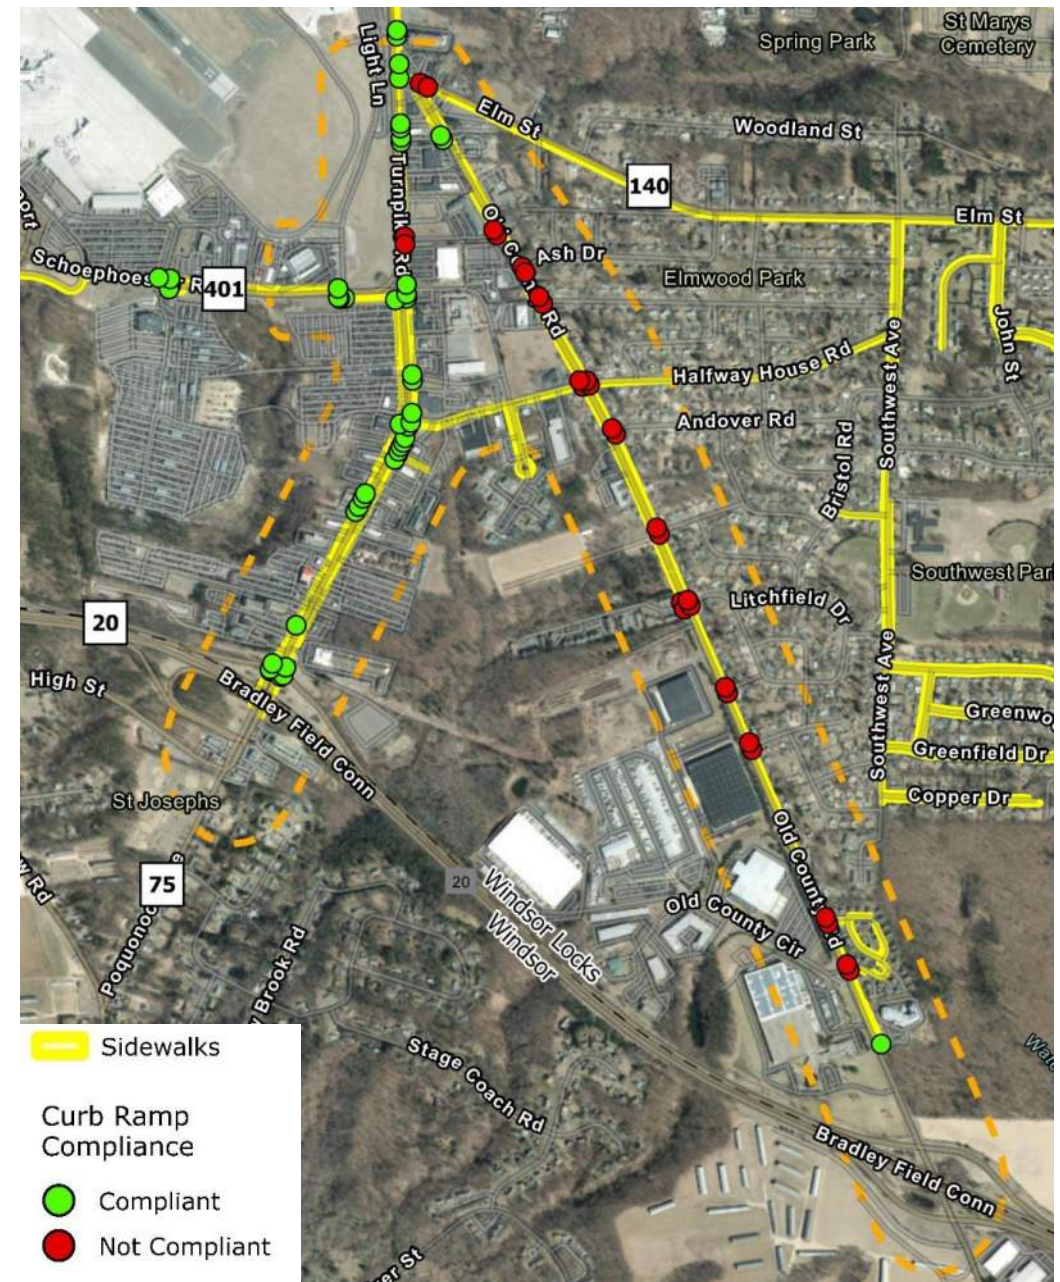 St Marys
Cemetery
Spring Park
Light Ln
Elm St
Woodland St
140
Elm St
Turnpike Rd
Ash Dr
Elmwood Park
401
John St
Halfway House Rd
Southwest Ave
Andover Rd
Bristol Rd
Southwest
Litchfield Dr
20
High St
Bradley Field Conn
Southwest Ave
Greenfield Dr
Copper Dr
St Josephs
75
20
Windsor Locks
Windsor
Old County Rd
Old County Cir
Brook Rd
Stage Coach Rd
Bradley Field Conn
Sidewalks
Curb Ramp
Compliance
Compliant
Not Compliant